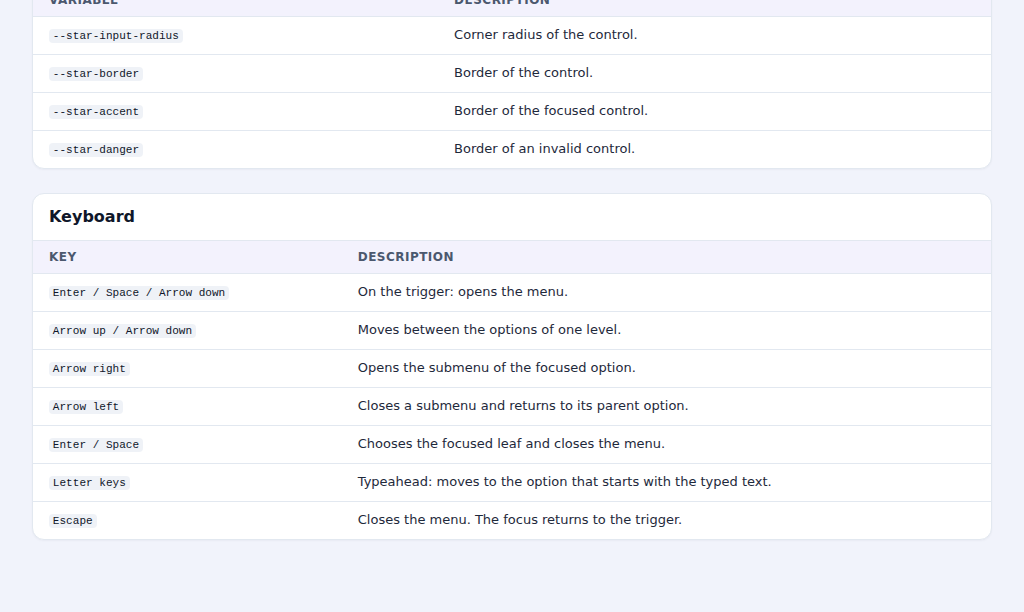 VARIABLE DESCRIPTION
--star-input-radius Corner radius of the control.
--star-border Border of the control.
--star-accent Border of the focused control.
--star-danger Border of an invalid control.
Keyboard
KEY DESCRIPTION
Enter / Space / Arrow down On the trigger: opens the menu.
Arrow up / Arrow down Moves between the options of one level.
Arrow right Opens the submenu of the focused option.
Arrow left Closes a submenu and returns to its parent option.
Enter / Space Chooses the focused leaf and closes the menu.
Letter keys Typeahead: moves to the option that starts with the typed text.
Escape Closes the menu. The focus returns to the trigger.